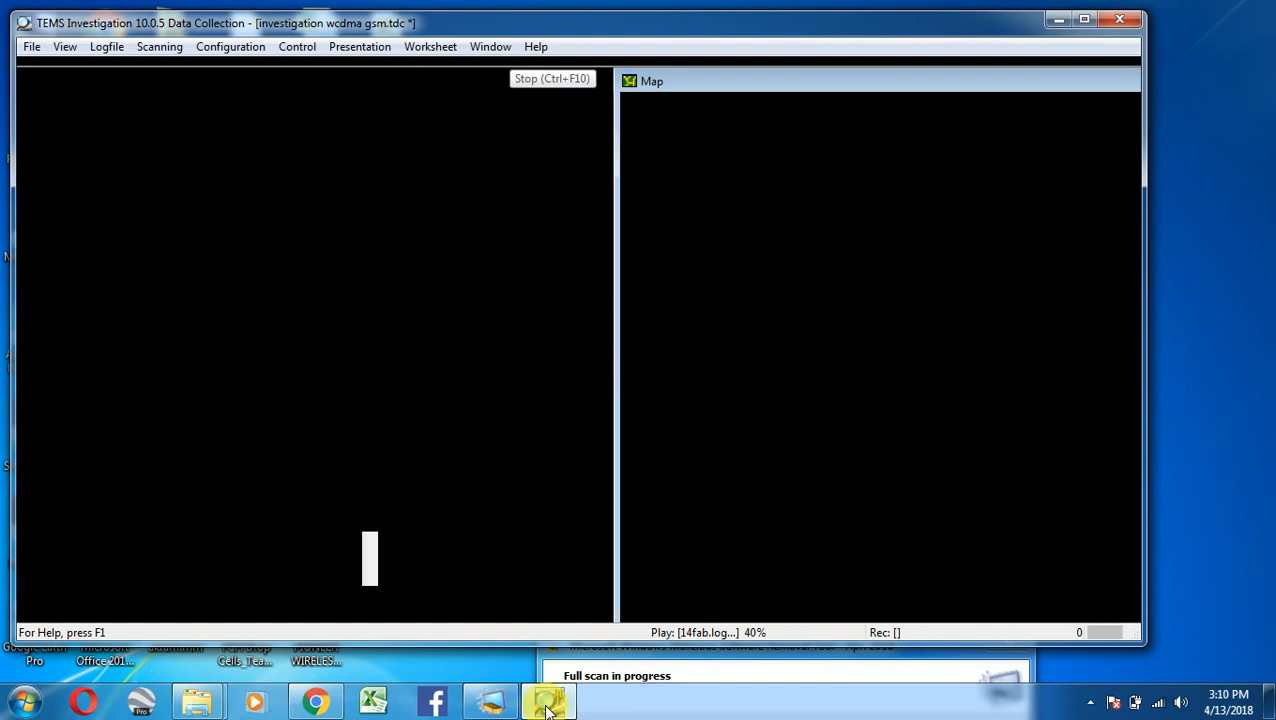 TEMS Investigation 10.0.5 Data Collection - [investigation wcdma gsm.tdc *]
File View Logfile Scanning Configuration Control Presentation Worksheet Window Help
Stop (Ctrl+F10)
Map
For Help, press F1 Play: [14fab.log...] 40% Rec: [] 0
Pro
Office 201...
Cells_Tea...
WIRELES...
Full scan in progress
3:10 PM
4/13/2018